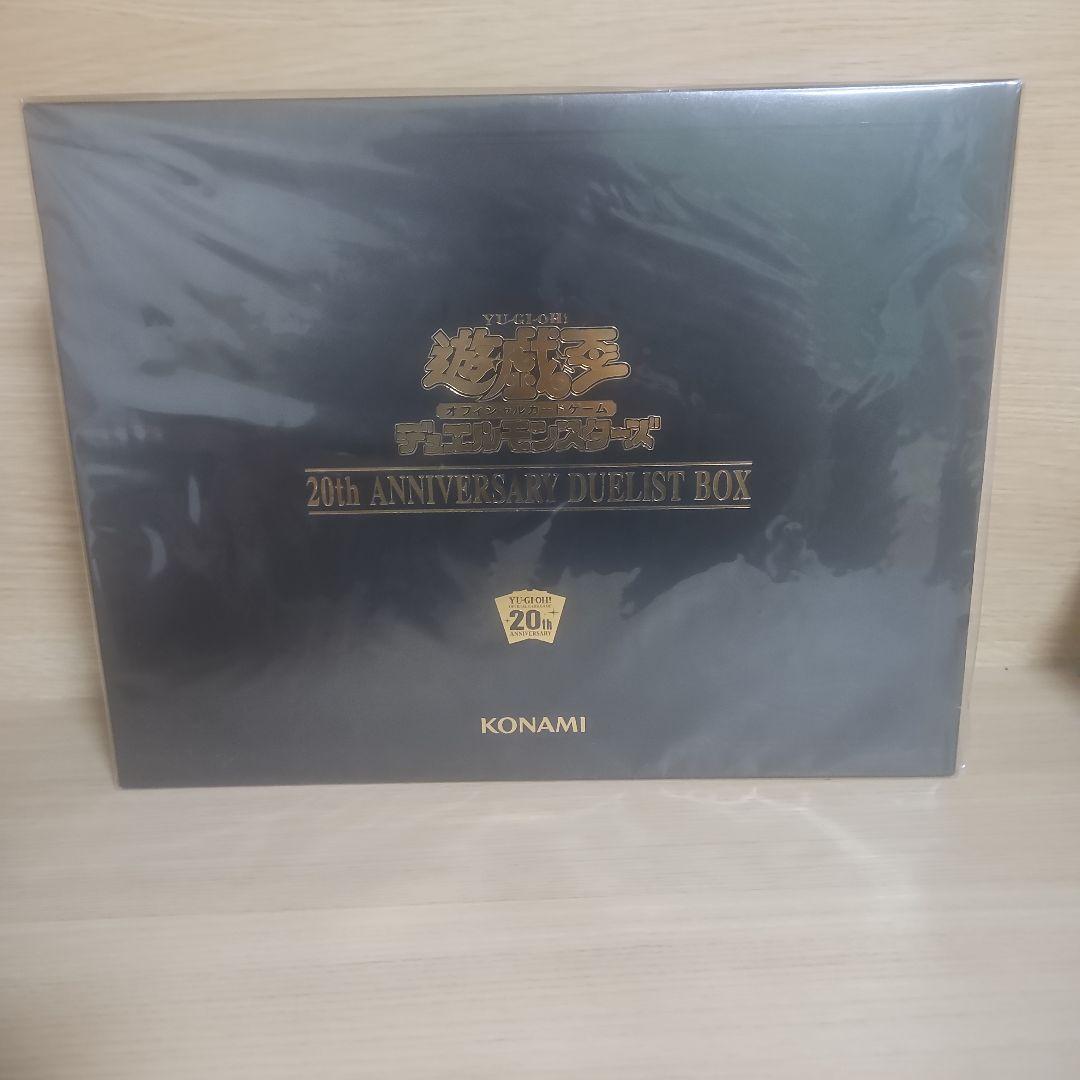 YU-GI-OH!
遊戯王
オフィシャルカードゲーム
デュエルモンスターズ
20th ANNIVERSARY DUELIST BOX
YU-GI-OH!
20th
ANNIVERSARY
KONAMI